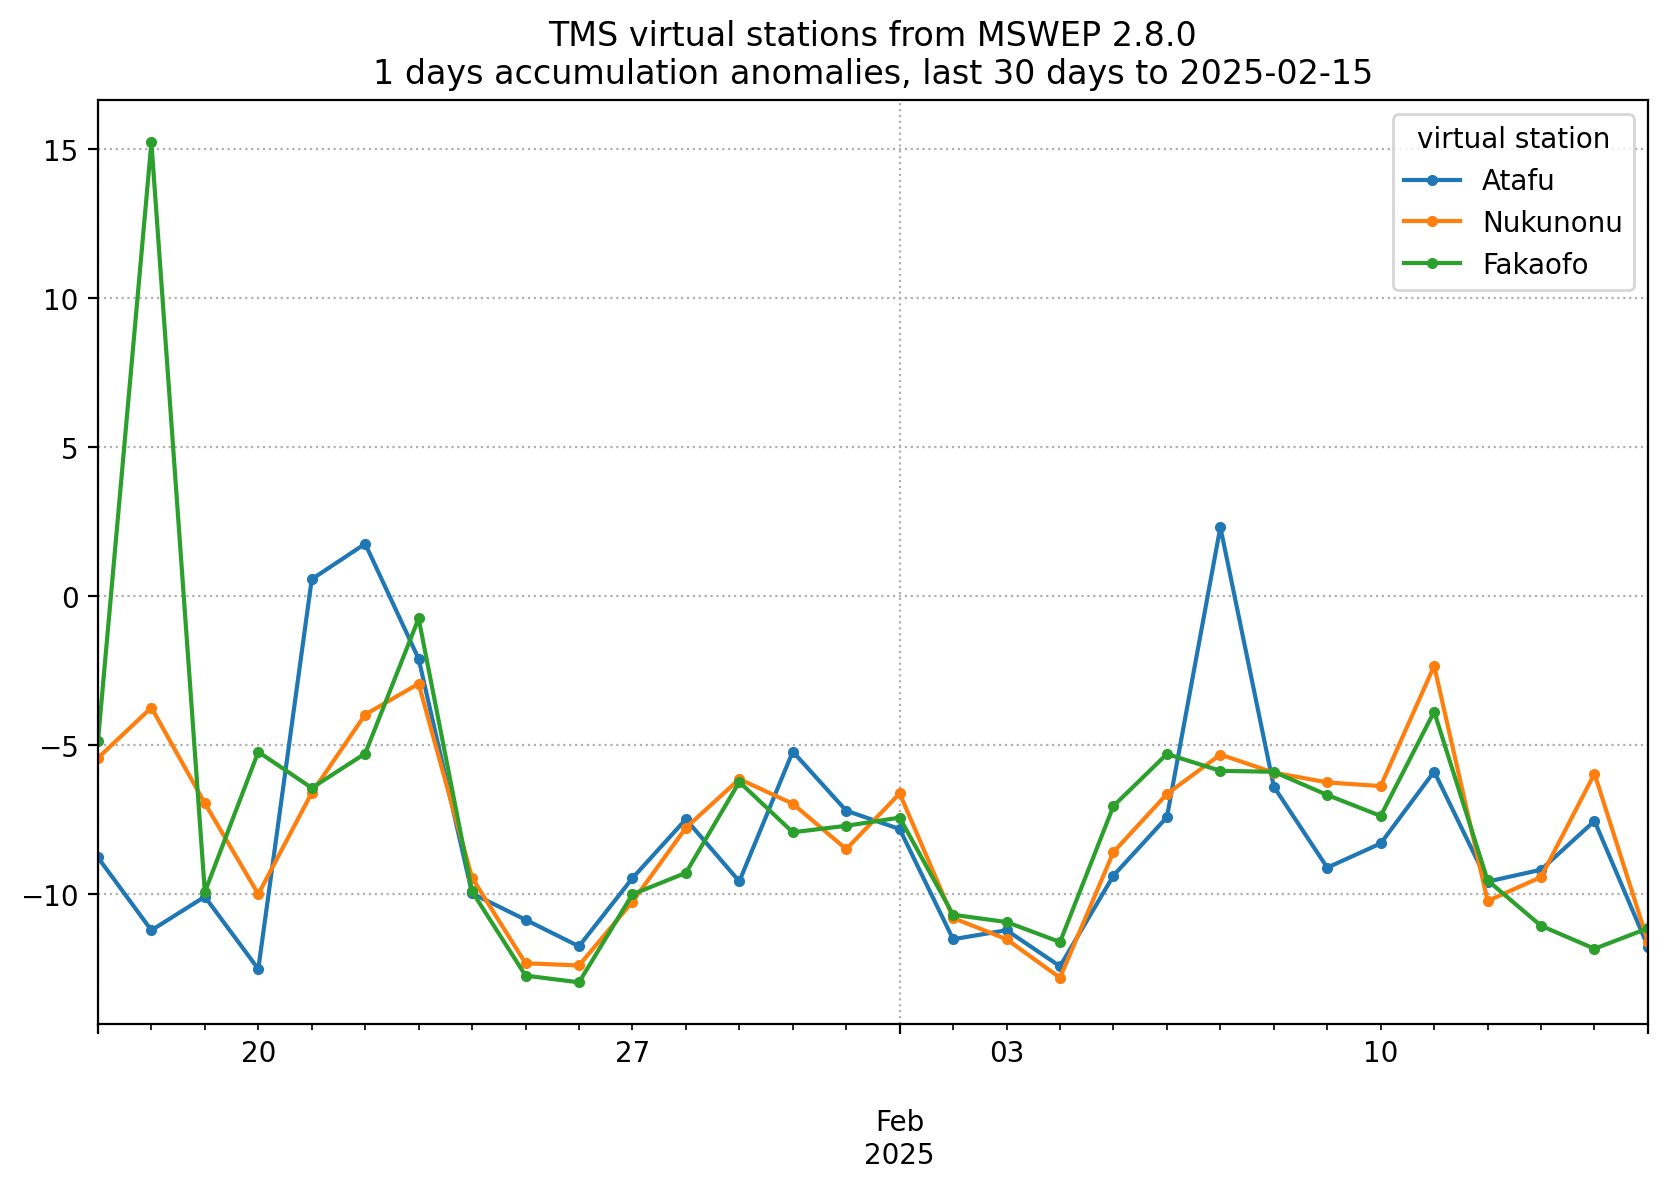 TMS virtual stations from MSWEP 2.8.0
1 days accumulation anomalies, last 30 days to 2025-02-15
virtual station
Atafu
Nukunonu
Fakaofo
15
10
5
0
−5
−10
20
27
03
10
Feb
2025